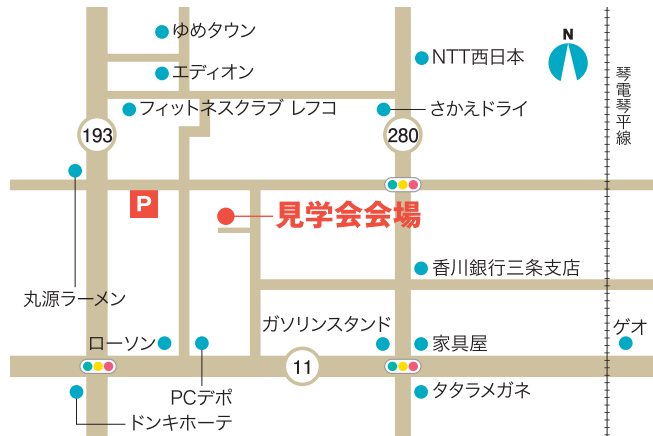 ゆめタウン
N
NTT西日本
エディオン
琴電琴平線
フィットネスクラブ レフコ
さかえドライ
193
280
P
見学会会場
香川銀行三条支店
丸源ラーメン
ガソリンスタンド
ゲオ
ローソン
家具屋
11
PCデポ
タタラメガネ
ドンキホーテ